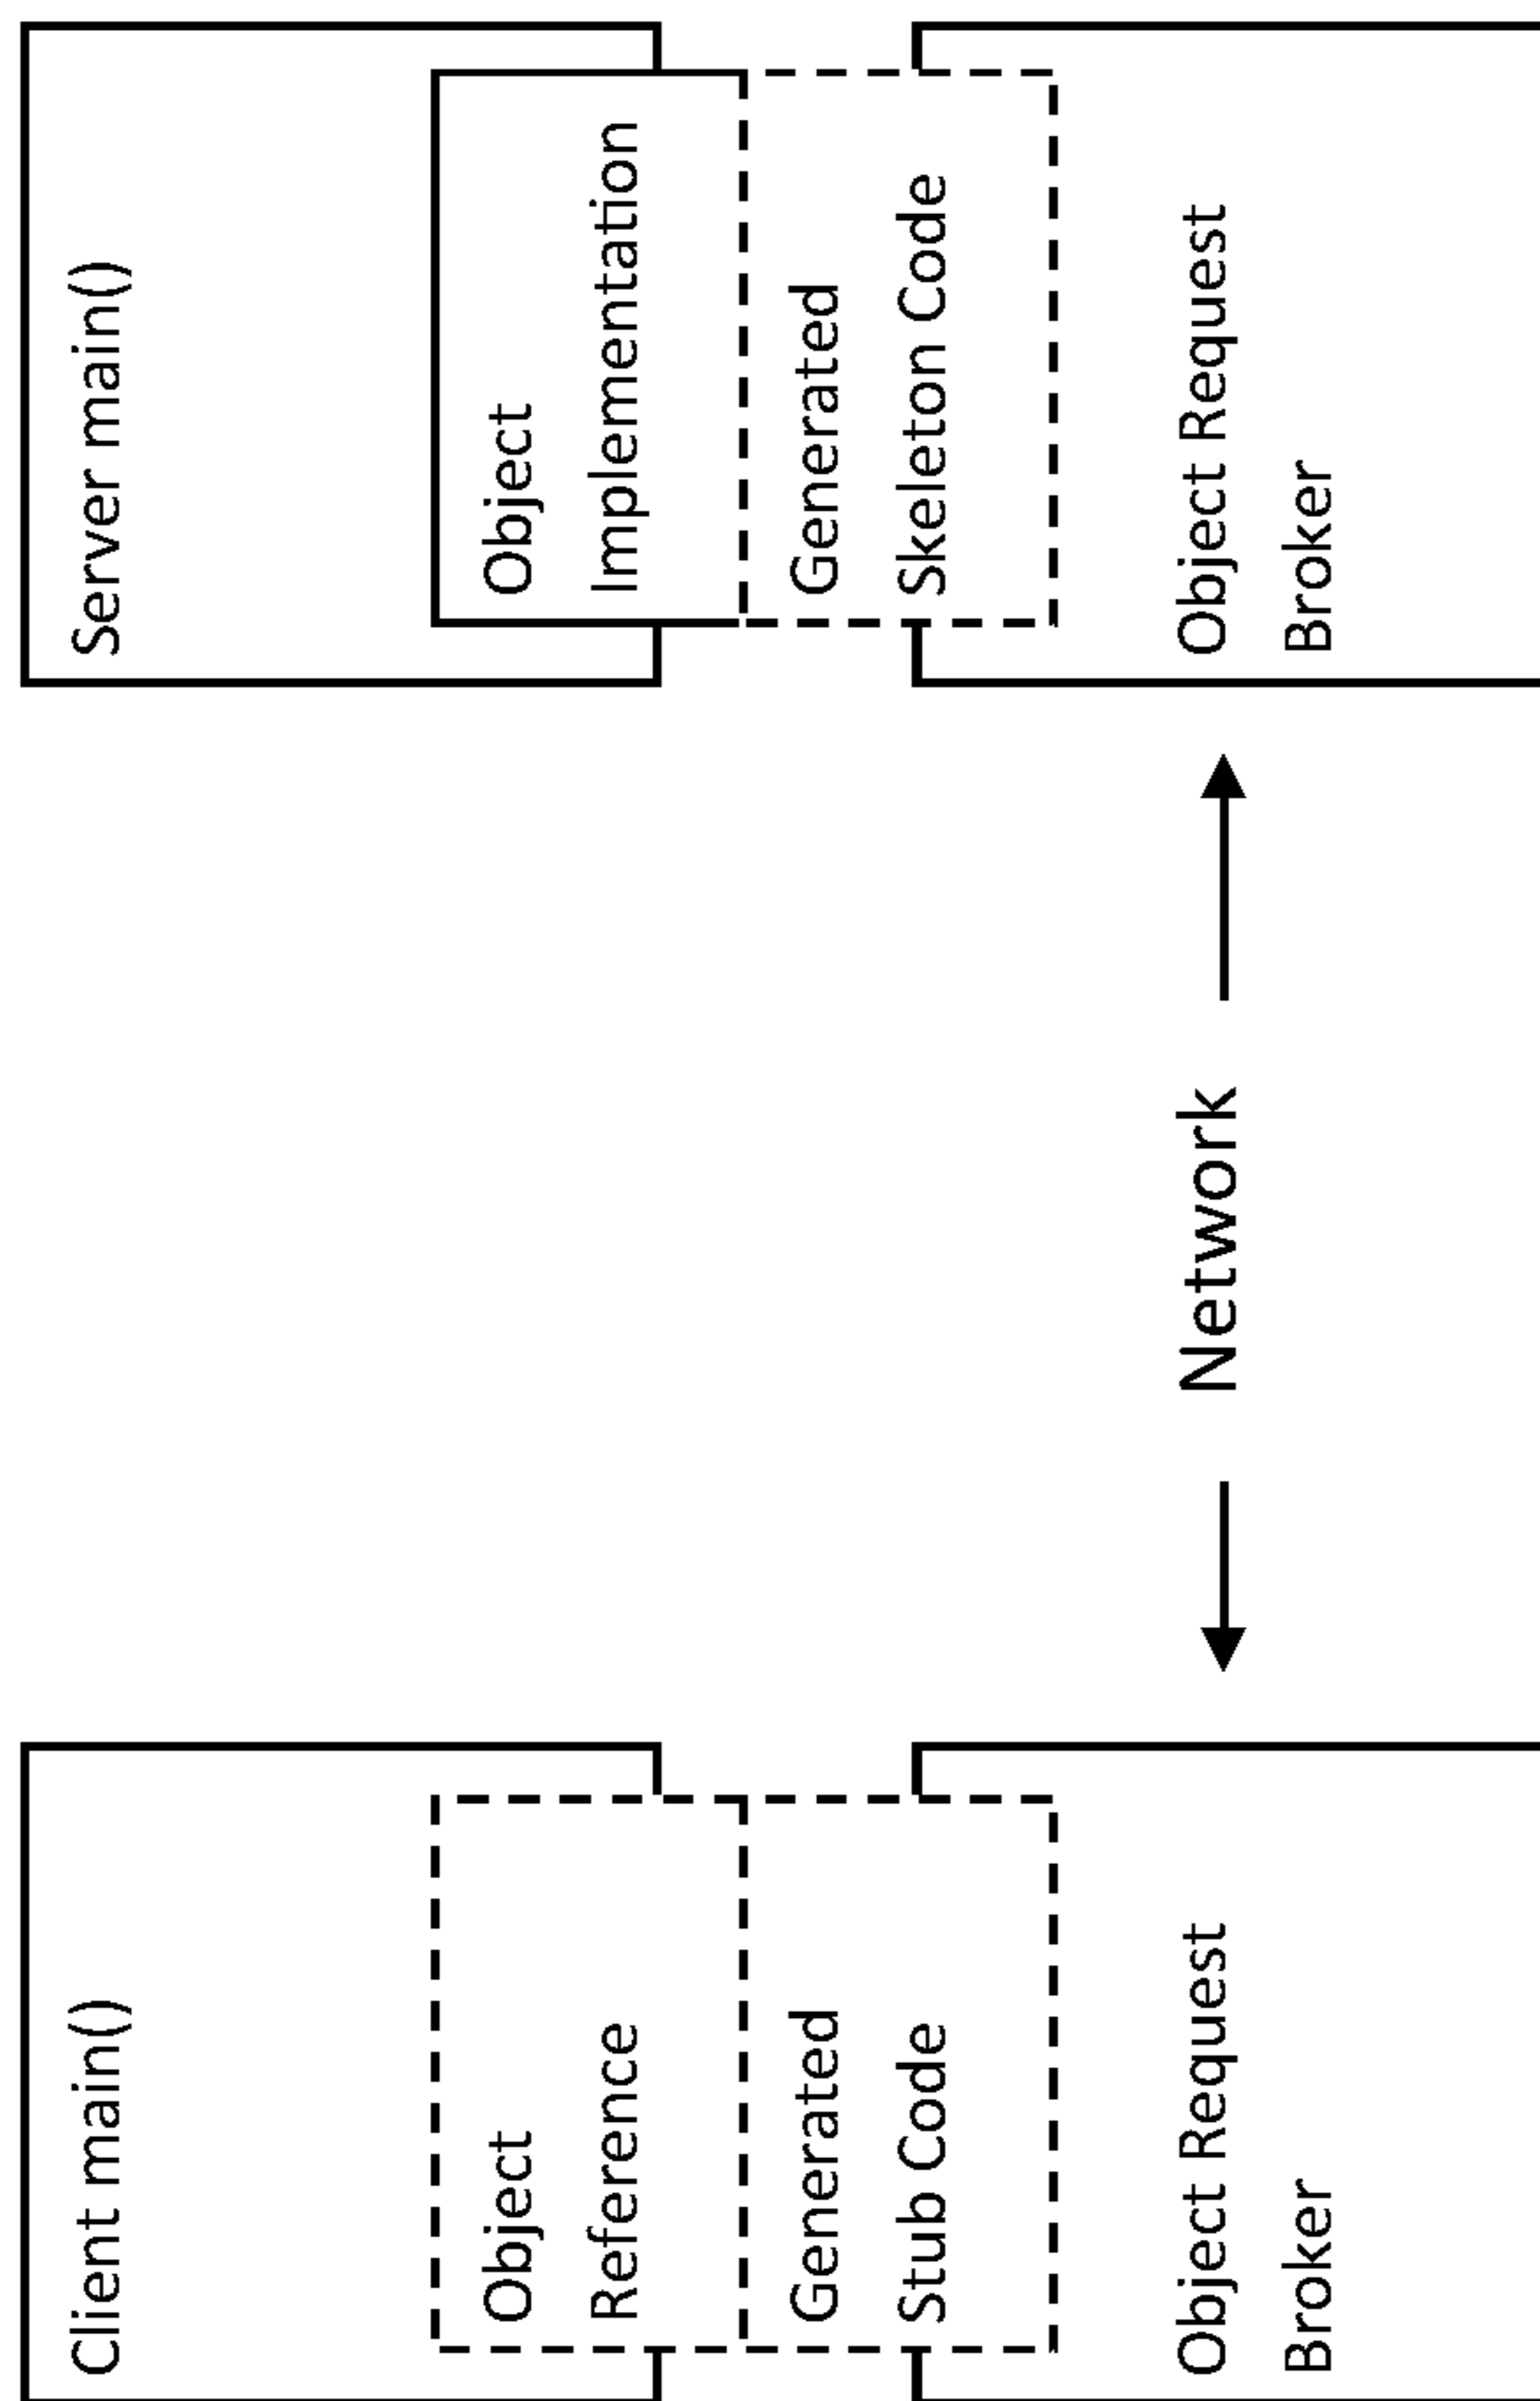 Client main()
Object
Reference
Generated
Stub Code
Object Request
Broker
Network
Server main()
Object
Implementation
Generated
Skeleton Code
Object Request
Broker